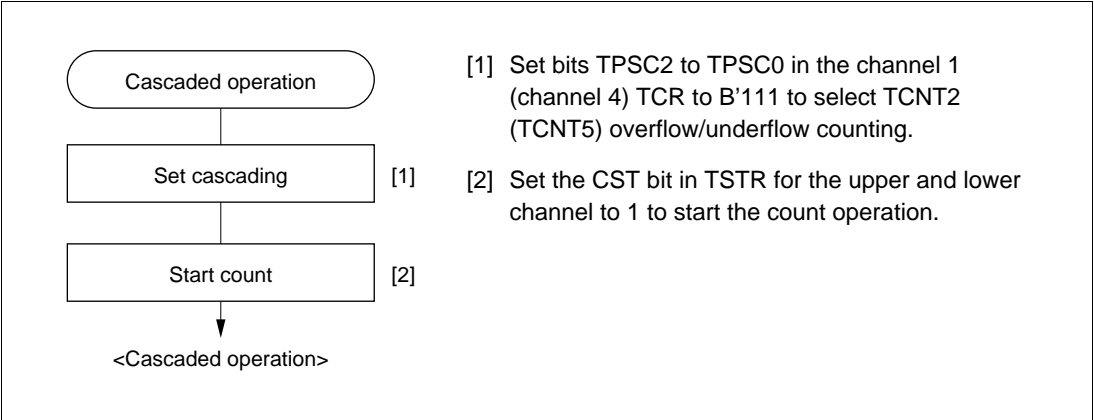 Cascaded operation
Set cascading [1]
Start count [2]
<Cascaded operation>
[1] Set bits TPSC2 to TPSC0 in the channel 1
(channel 4) TCR to B'111 to select TCNT2
(TCNT5) overflow/underflow counting.
[2] Set the CST bit in TSTR for the upper and lower
channel to 1 to start the count operation.